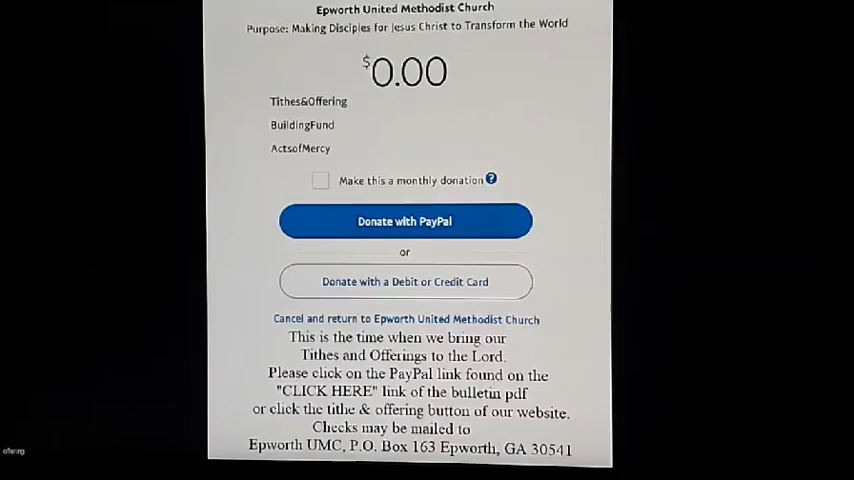 Epworth United Methodist Church
Purpose: Making Disciples for Jesus Christ to Transform the World
$0.00
Tithes&Offering
BuildingFund
ActsofMercy
Make this a monthly donation ?
Donate with PayPal
or
Donate with a Debit or Credit Card
Cancel and return to Epworth United Methodist Church
This is the time when we bring our
Tithes and Offerings to the Lord.
Please click on the PayPal link found on the
"CLICK HERE" link of the bulletin pdf
or click the tithe & offering button of our website.
Checks may be mailed to
Epworth UMC, P.O. Box 163 Epworth, GA 30541
offering